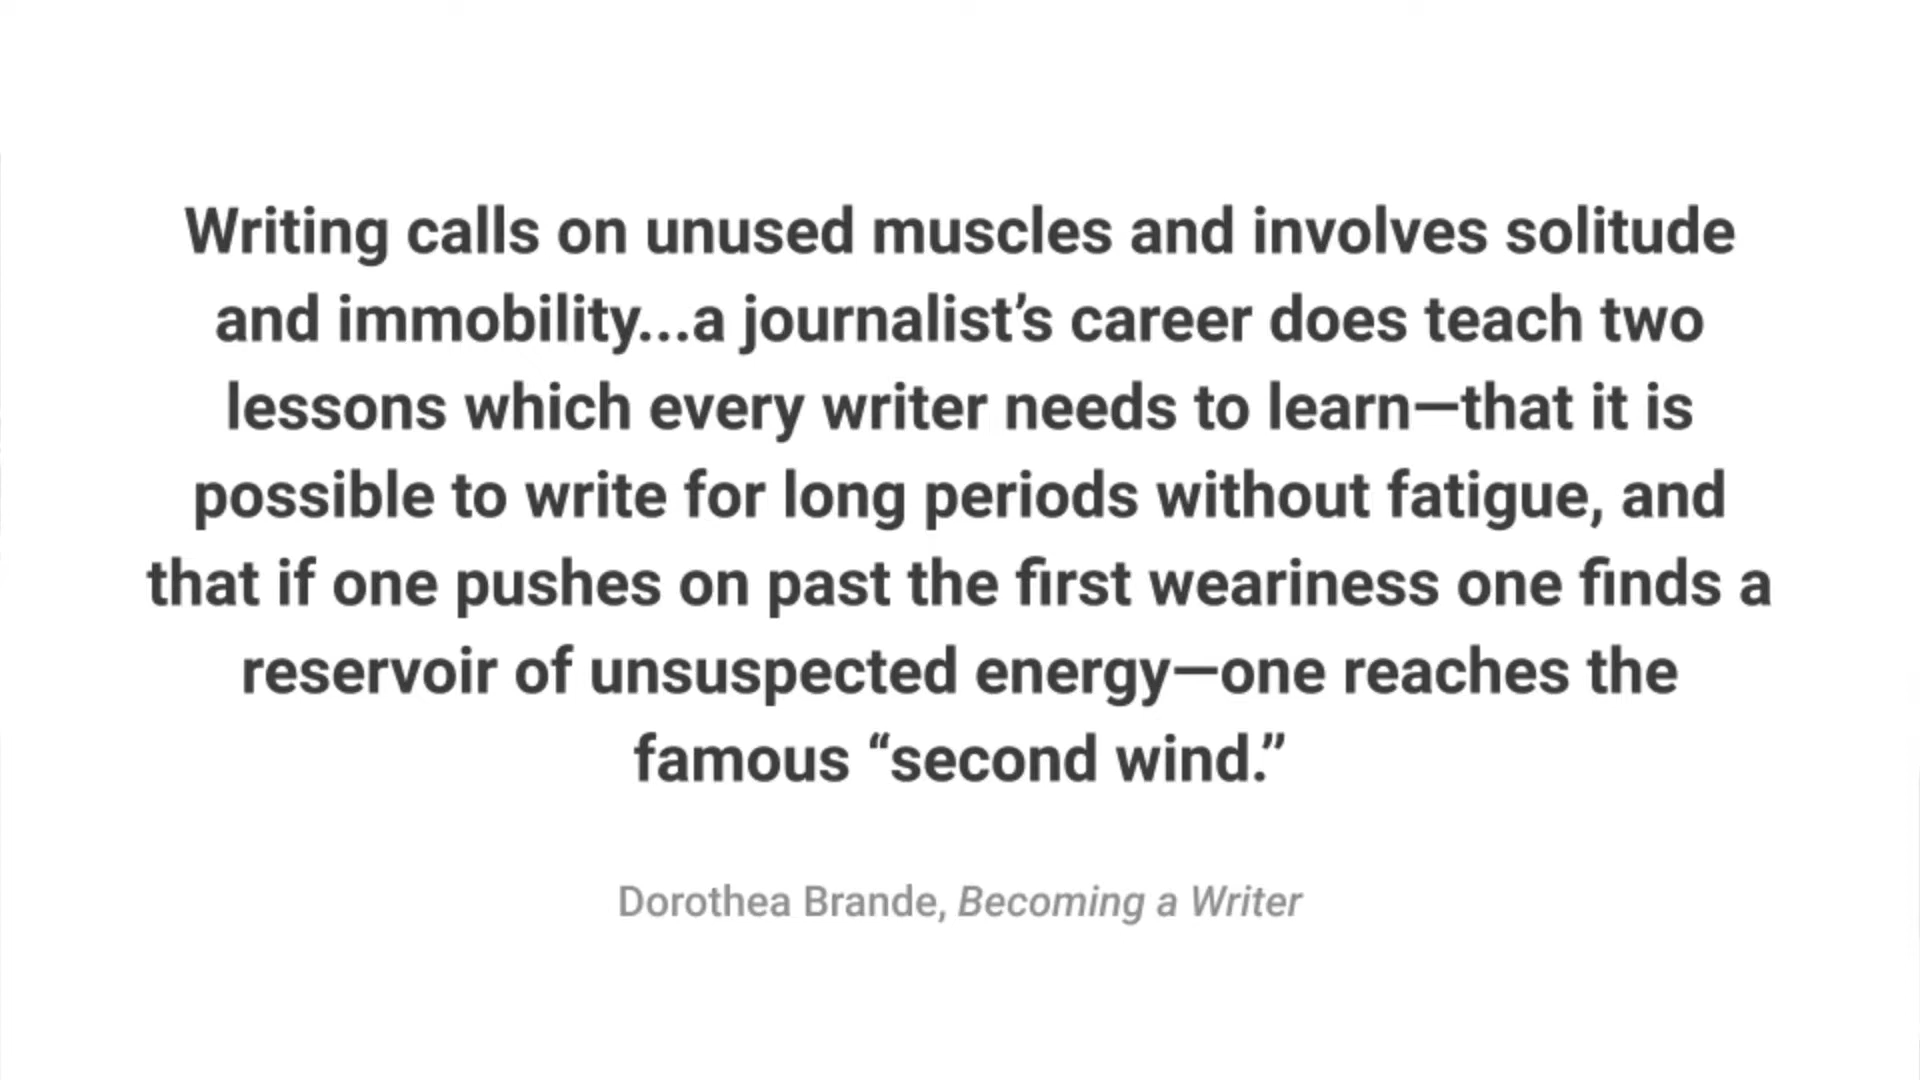 Writing calls on unused muscles and involves solitude
and immobility...a journalist’s career does teach two
lessons which every writer needs to learn—that it is
possible to write for long periods without fatigue, and
that if one pushes on past the first weariness one finds a
reservoir of unsuspected energy—one reaches the
famous “second wind.”
Dorothea Brande, Becoming a Writer